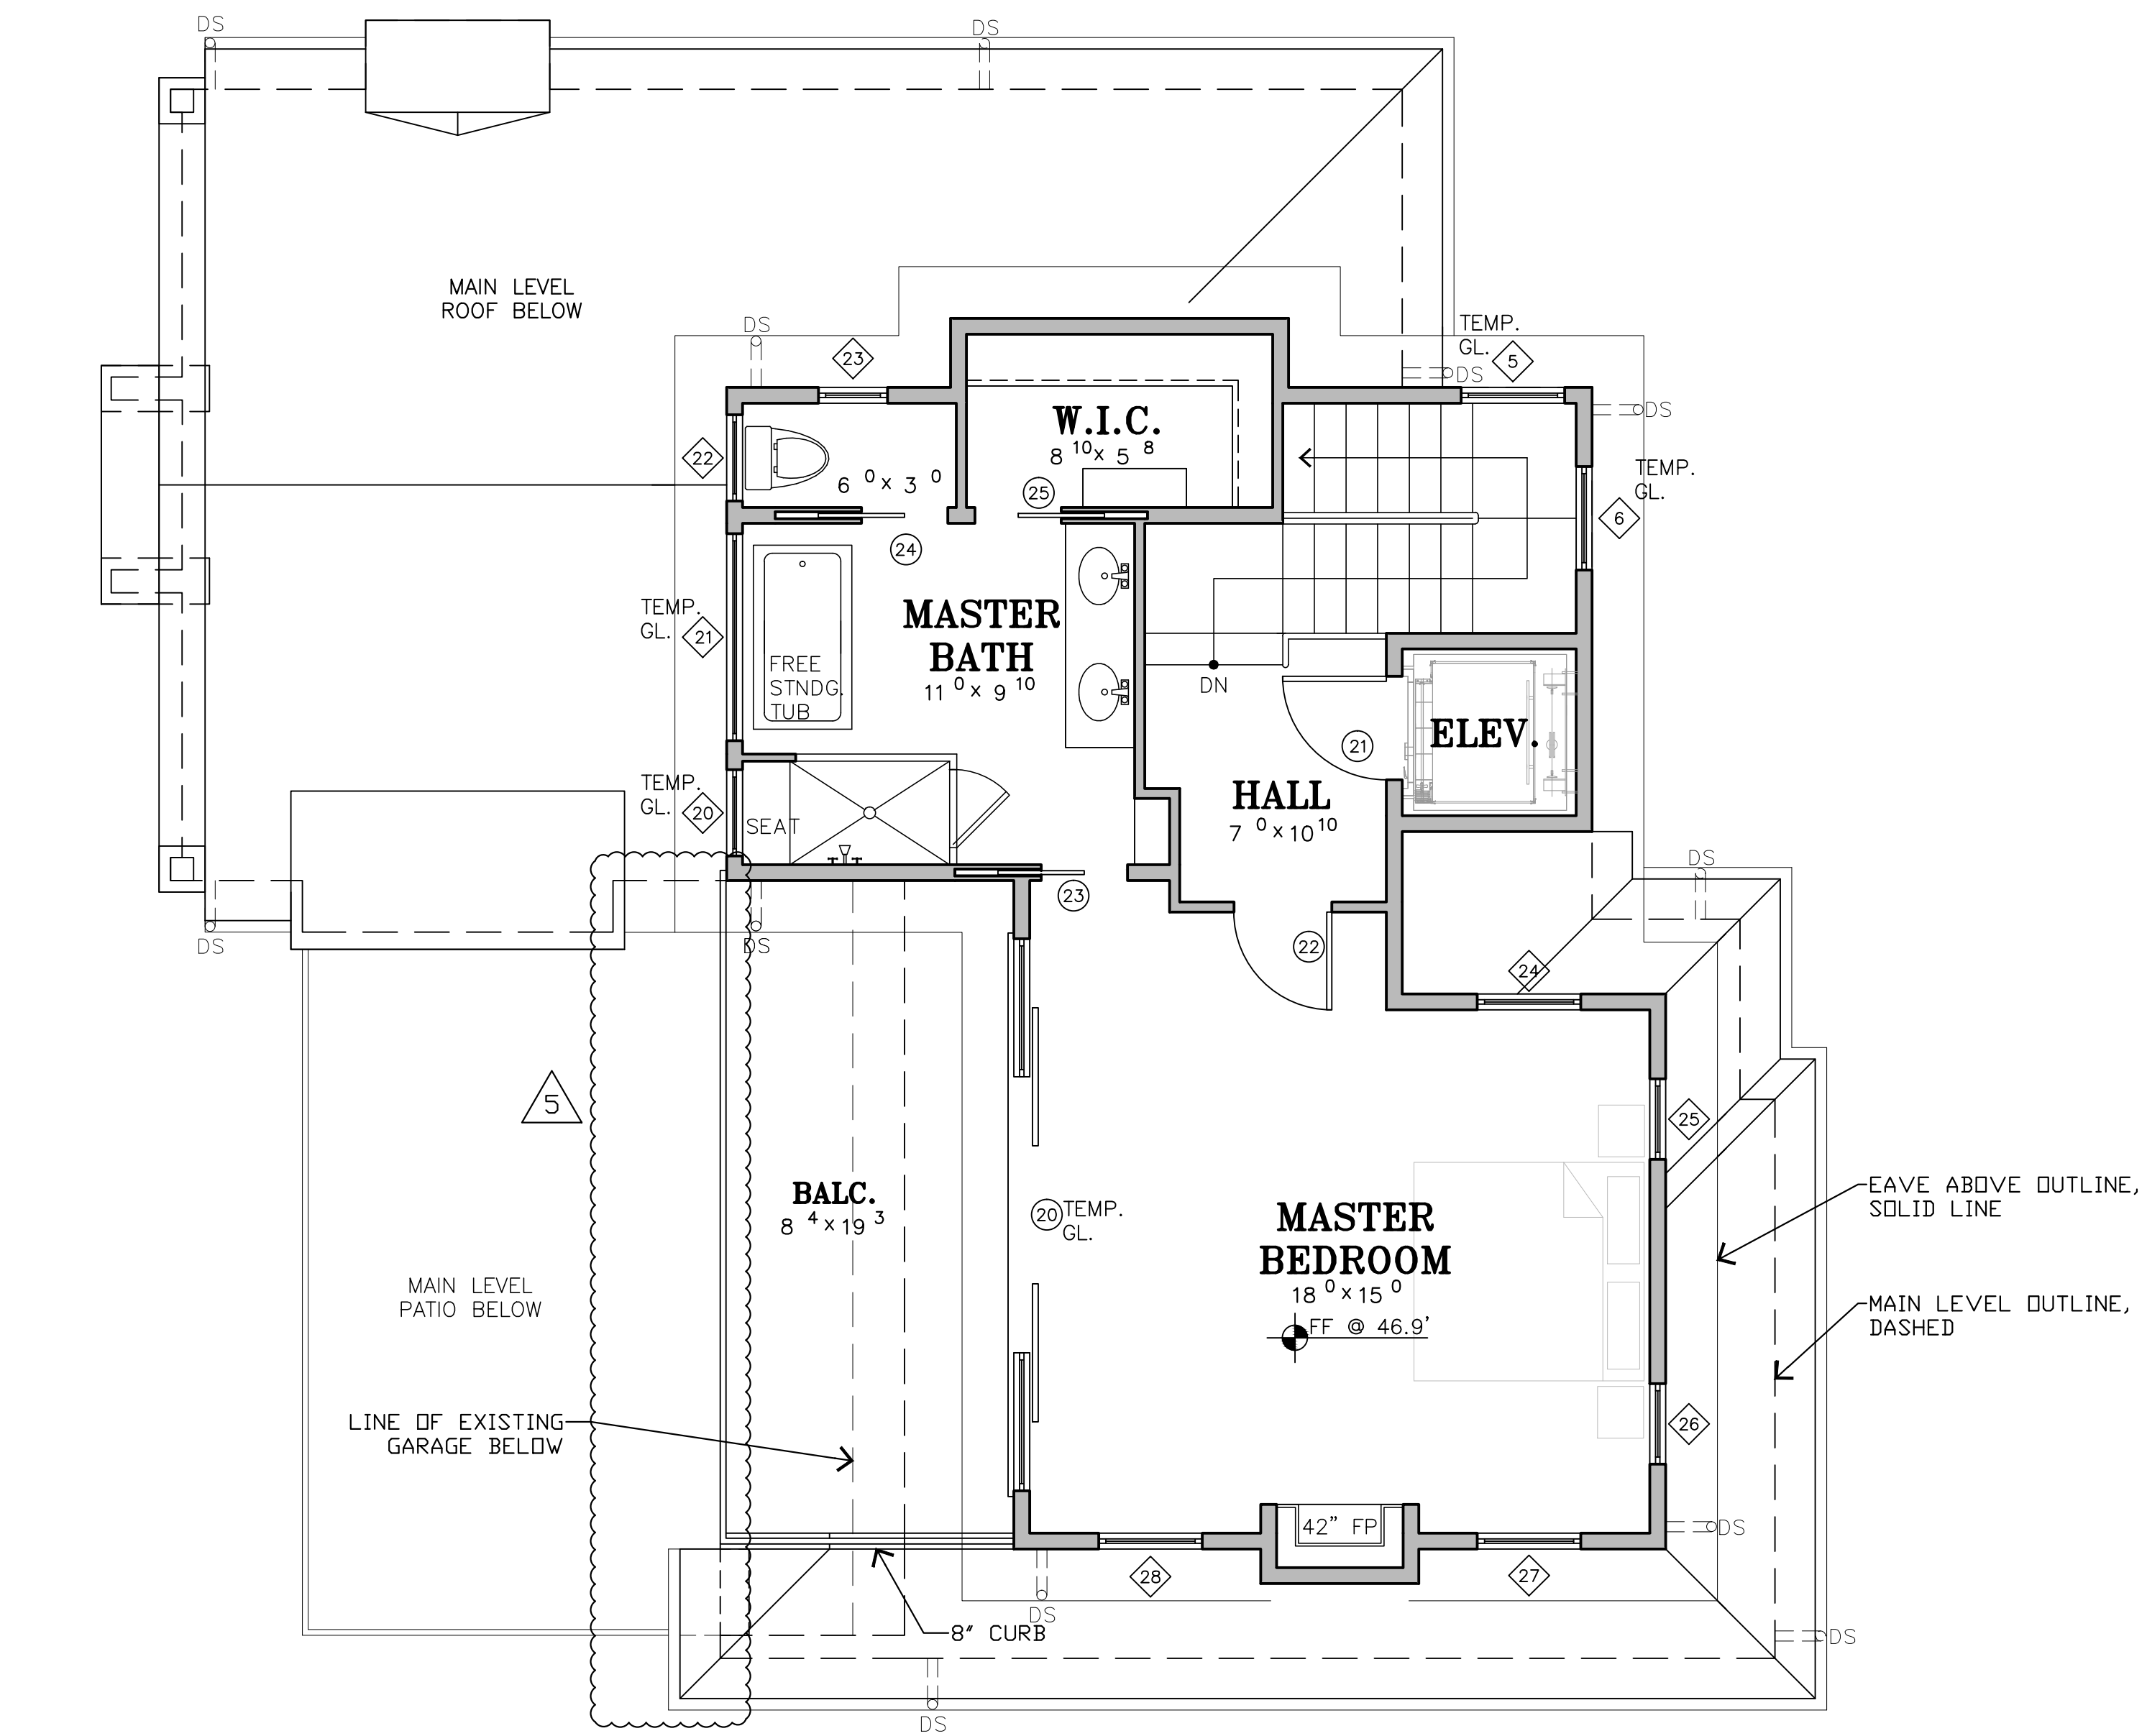 DS
DS
MAIN LEVEL
ROOF BELOW
DS
23
TEMP.
GL.
5
DS
DS
W.I.C.
8 10 x 5 8
22
6 0 x 3 0
25
TEMP.
GL.
6
24
MASTER
BATH
11 0 x 9 10
TEMP.
GL.
21
FREE
STNDG.
TUB
DN
21
ELEV.
HALL
7 0 x 10 10
TEMP.
GL.
20
SEAT
23
22
DS
DS
DS
24
5
25
BALC.
8 4 x 19 3
20
TEMP.
GL.
MASTER
BEDROOM
18 0 x 15 0
FF @ 46.9'
EAVE ABOVE OUTLINE,
SOLID LINE
MAIN LEVEL OUTLINE,
DASHED
MAIN LEVEL
PATIO BELOW
LINE OF EXISTING
GARAGE BELOW
26
42" FP
DS
28
27
DS
8" CURB
DS
DS